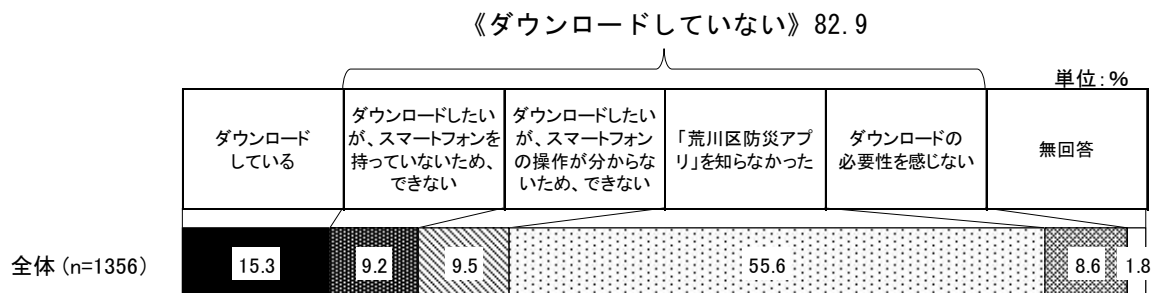 《ダウンロードしていない》82.9
単位：％
ダウンロード
している
ダウンロードしたい
が、スマートフォンを
持っていないため、
できない
ダウンロードしたい
が、スマートフォン
の操作が分からな
いため、できない
「荒川区防災アプ
リ」を知らなかった
ダウンロードの
必要性を感じない
無回答
全体（n=1356）
15.3
9.2
9.5
55.6
8.6
1.8